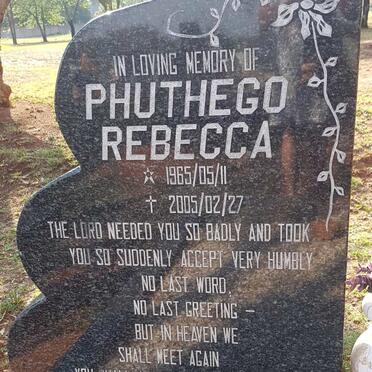 IN LOVING MEMORY OF
PHUTHEGO
REBECCA
☆ 1965/05/11
✝ 2005/02/27
THE LORD NEEDED YOU SO BADLY AND TOOK
YOU SO SUDDENLY ACCEPT VERY HUMBLY
NO LAST WORD,
NO LAST GREETING –
BUT IN HEAVEN WE
SHALL MEET AGAIN
YOU